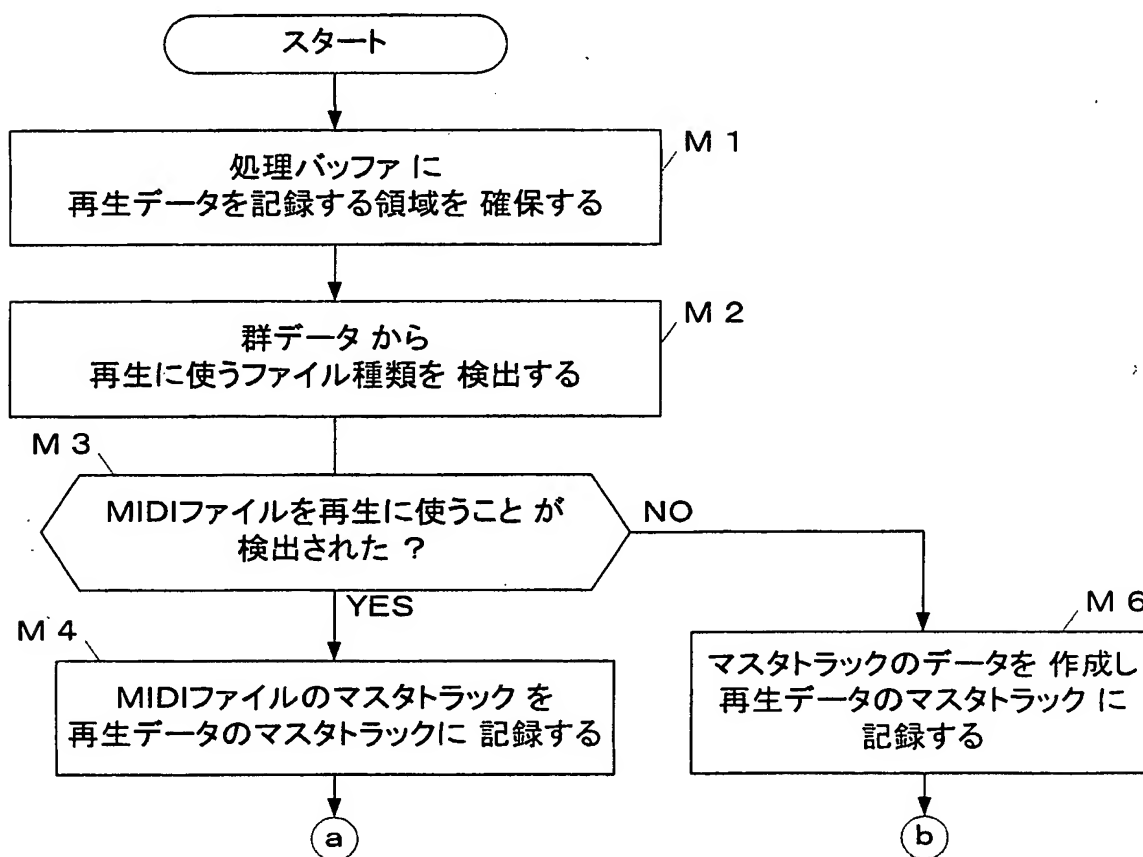 スタート
M 1
処理バッファ に
再生データを記録する領域を 確保する
M 2
群データ から
再生に使うファイル種類を 検出する
M 3
MIDIファイルを再生に使うこと が
検出された ?
NO
YES
M 4
MIDIファイルのマスタトラック を
再生データのマスタトラックに 記録する
M 6
マスタトラックのデータを 作成し
再生データのマスタトラック に
記録する
a
b